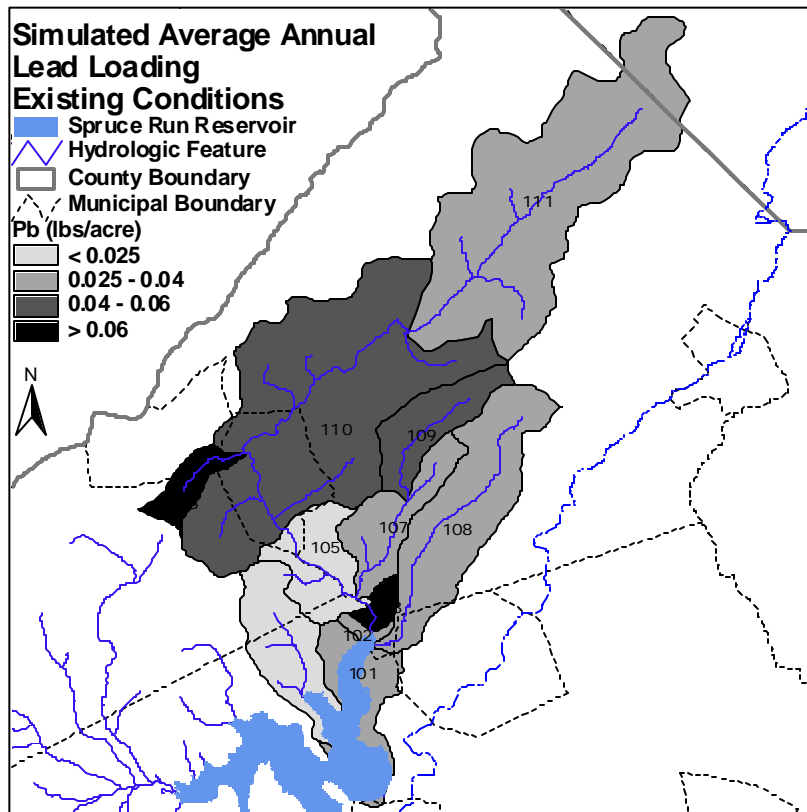 Simulated Average Annual
Lead Loading
Existing Conditions
Spruce Run Reservoir
Hydrologic Feature
County Boundary
Municipal Boundary
Pb (lbs/acre)
< 0.025
0.025 - 0.04
0.04 - 0.06
> 0.06
N
111
110
109
107
108
105
102
101